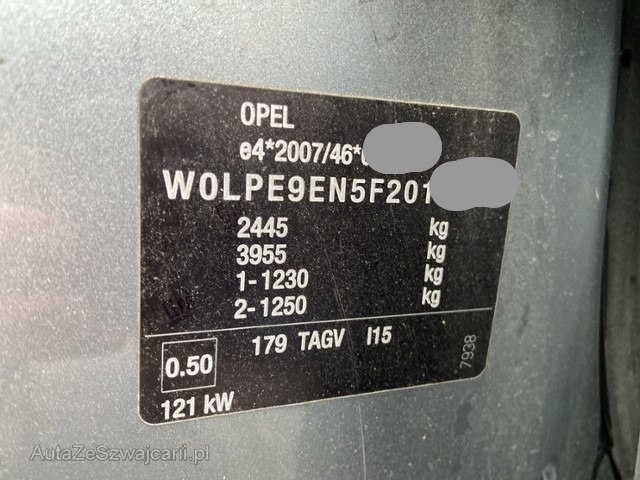 OPEL
e4*2007/46*
W0LPE9EN5F201
2445 kg
3955 kg
1-1230 kg
2-1250 kg
179 TAGV I15
0.50
121 kW
7938
AutaZeSzwajcarii.pl